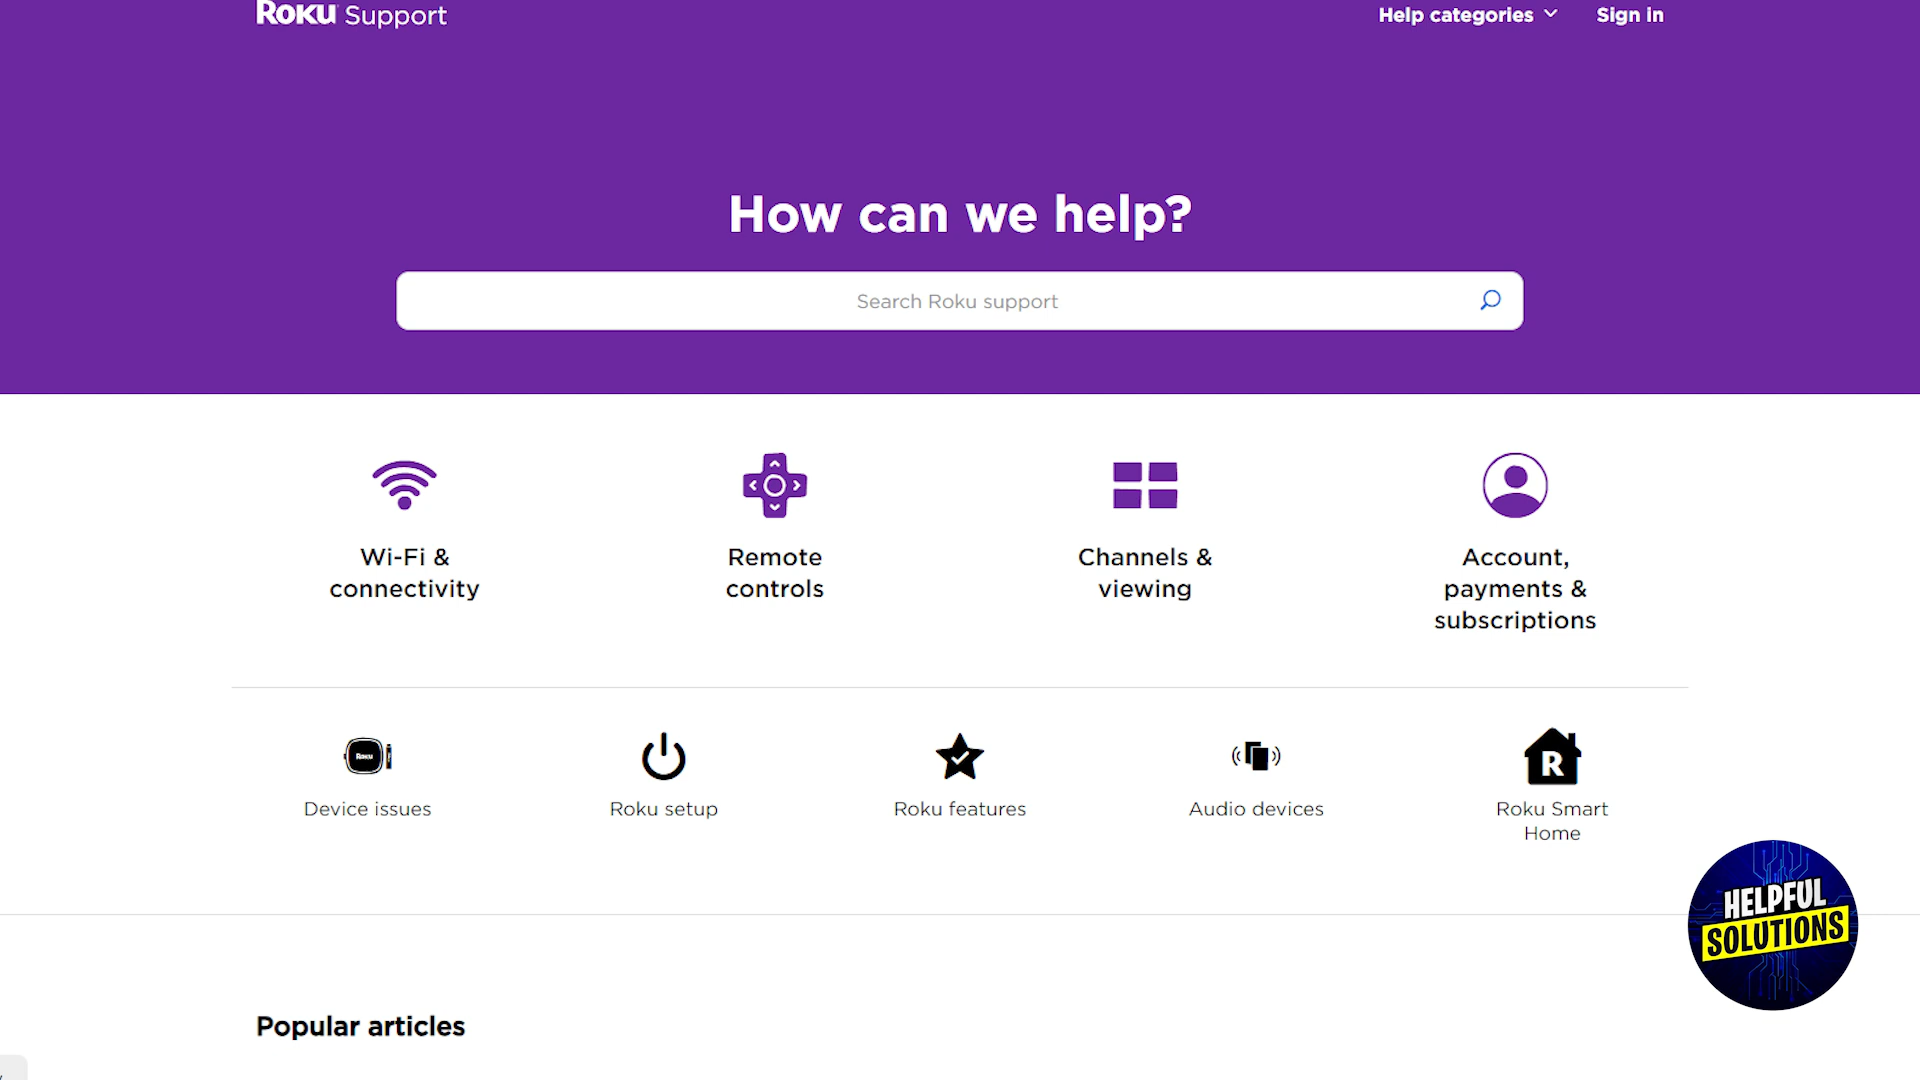 Roku Support
Help categories
Sign in
How can we help?
Search Roku support
Wi-Fi &
connectivity
Remote
controls
Channels &
viewing
Account,
payments &
subscriptions
Roku
Device issues
Roku setup
Roku features
Audio devices
R
Roku Smart
Home
HELPFUL
SOLUTIONS
Popular articles